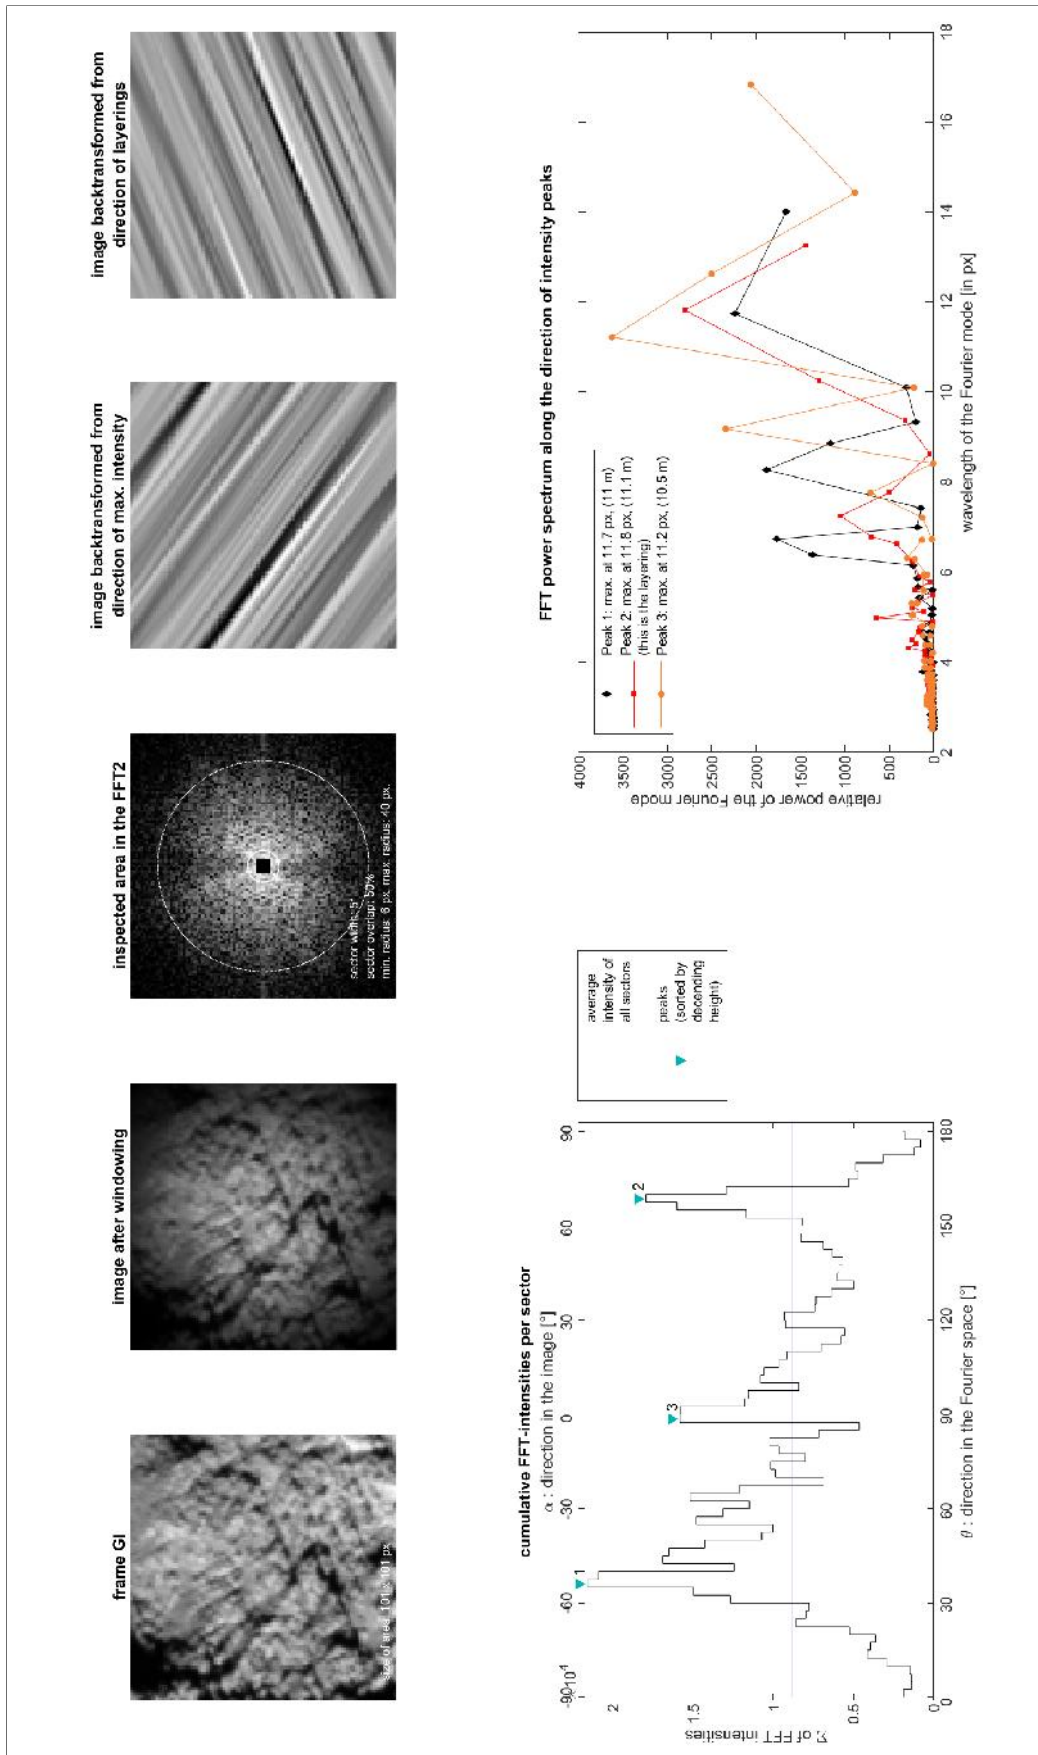 frame GI
size of area: 101 x 101 px
image after windowing
inspected area in the FFT2
sector width: 5°
sector overlap: 50%
min. radius: 6 px, max. radius: 40 px.
image backtransformed from
direction of max. intensity
image backtransformed from
direction of layerings
cumulative FFT-intensities per sector
α : direction in the image [°]
-90 -60 -30 0 30 60 90
10⁴
Σ of FFT intensities
0 0.5 1 1.5 2
1
3
2
0 30 60 90 120 150 180
θ : direction in the Fourier space [°]
average
intensity of
all sectors
peaks
(sorted by
decending
height)
FFT power spectrum along the direction of intensity peaks
relative power of the Fourier mode
0 500 1000 1500 2000 2500 3000 3500 4000
Peak 1: max. at 11.7 px, (11 m)
Peak 2: max. at 11.8 px, (11.1 m)
(this is the layering)
Peak 3: max. at 11.2 px, (10.5 m)
2 4 6 8 10 12 14 16 18
wavelength of the Fourier mode [in px]